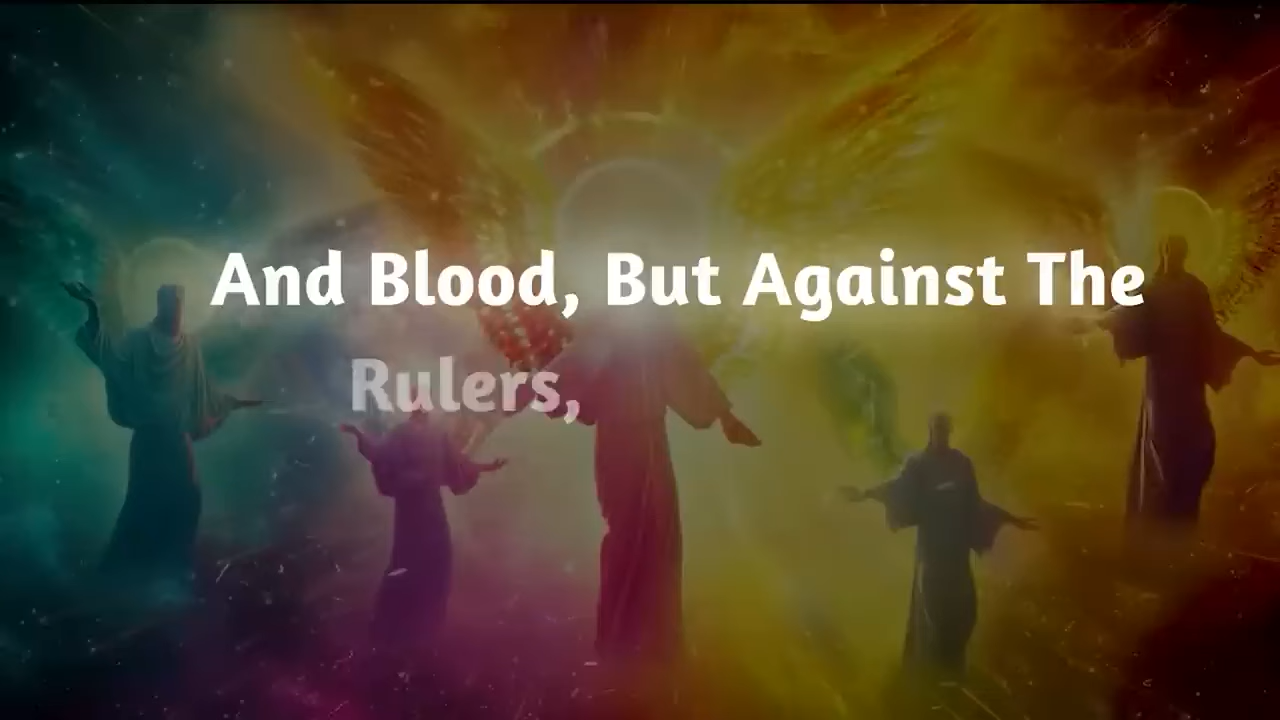 And Blood, But Against The
Rulers,